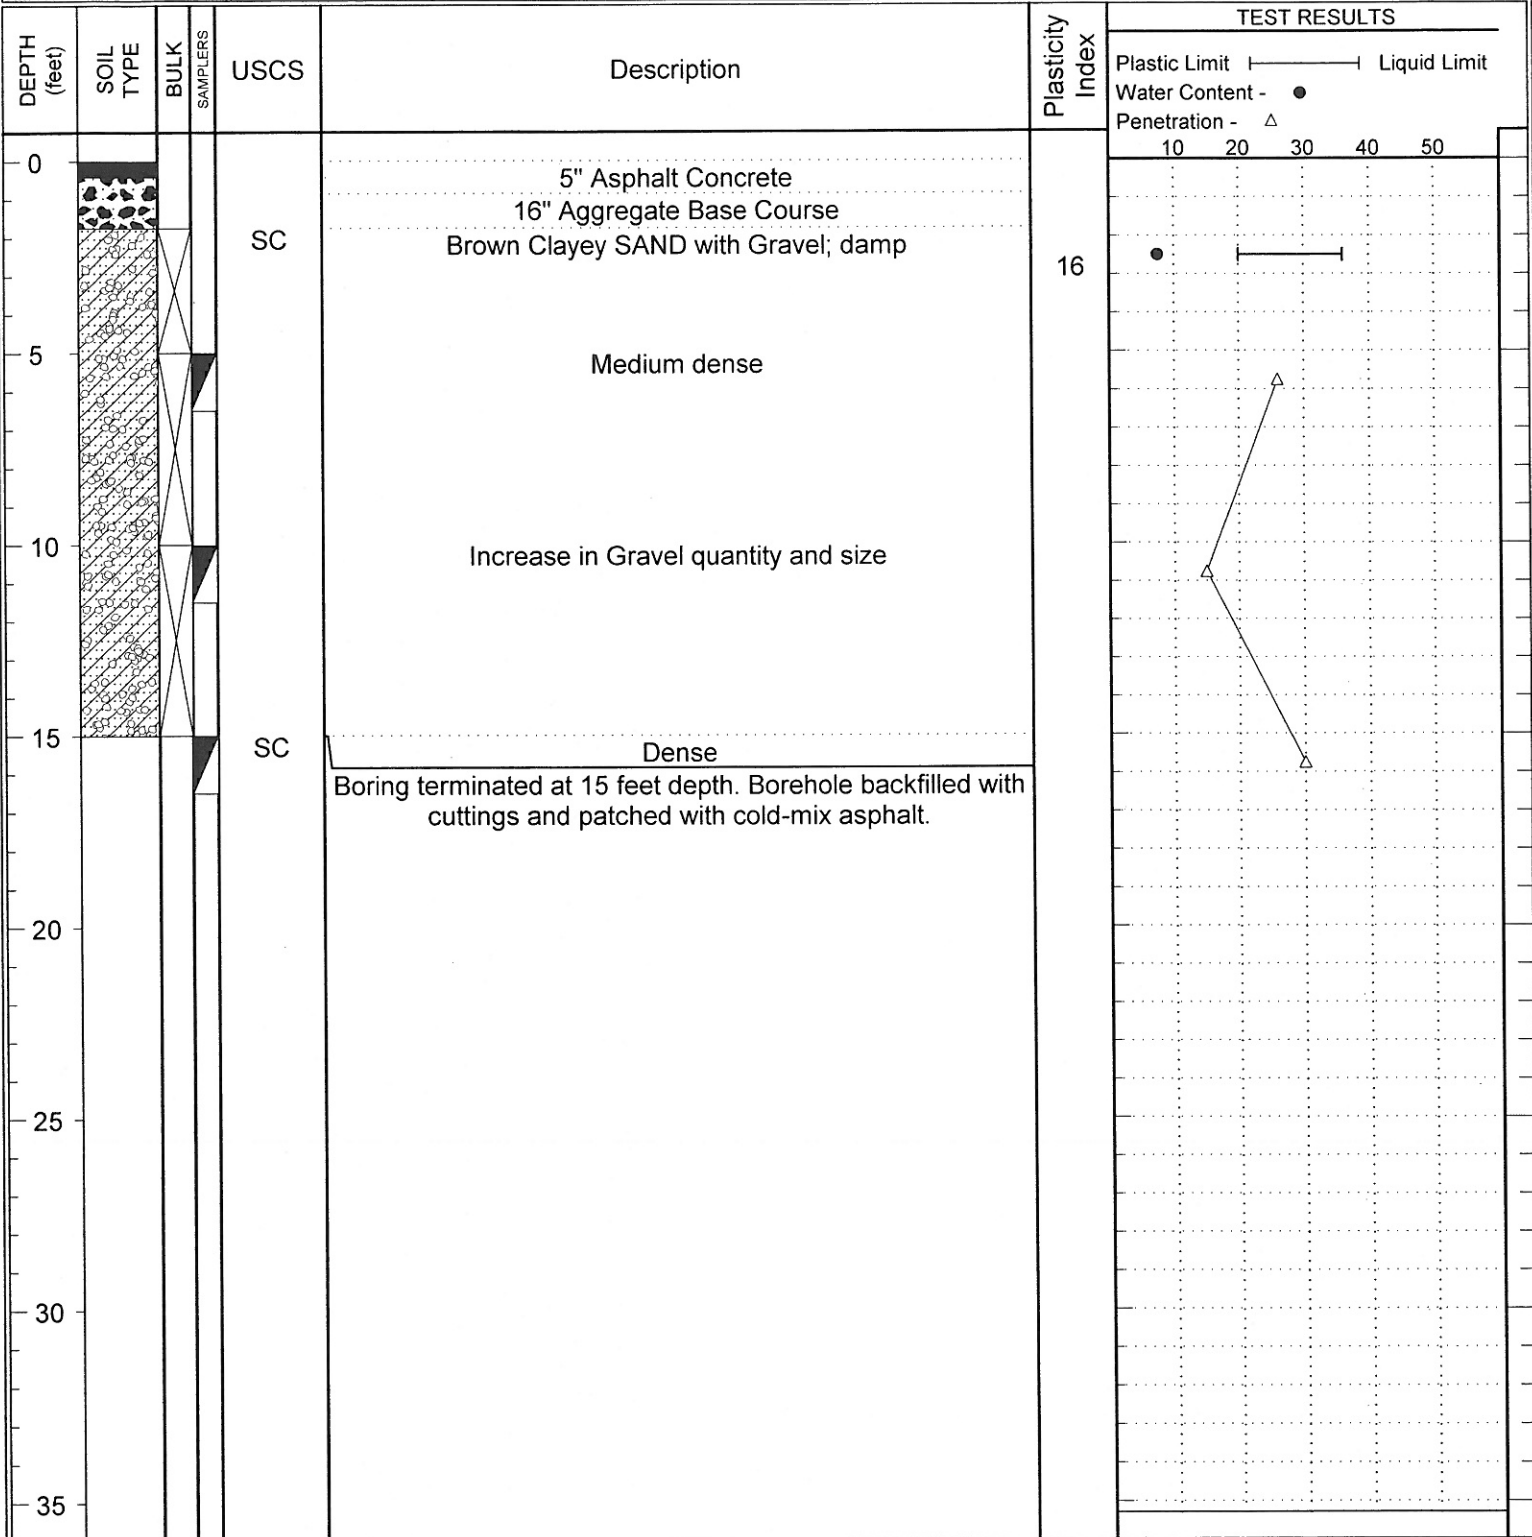 TEST RESULTS
DEPTH (feet)
SOIL TYPE
BULK
SAMPLERS
USCS
Description
Plasticity Index
Plastic Limit Liquid Limit
Water Content -
Penetration -
10 20 30 40 50
0
5" Asphalt Concrete
16" Aggregate Base Course
SC
Brown Clayey SAND with Gravel; damp
16
5
Medium dense
10
Increase in Gravel quantity and size
15
SC
Dense
Boring terminated at 15 feet depth. Borehole backfilled with
cuttings and patched with cold-mix asphalt.
20
25
30
35